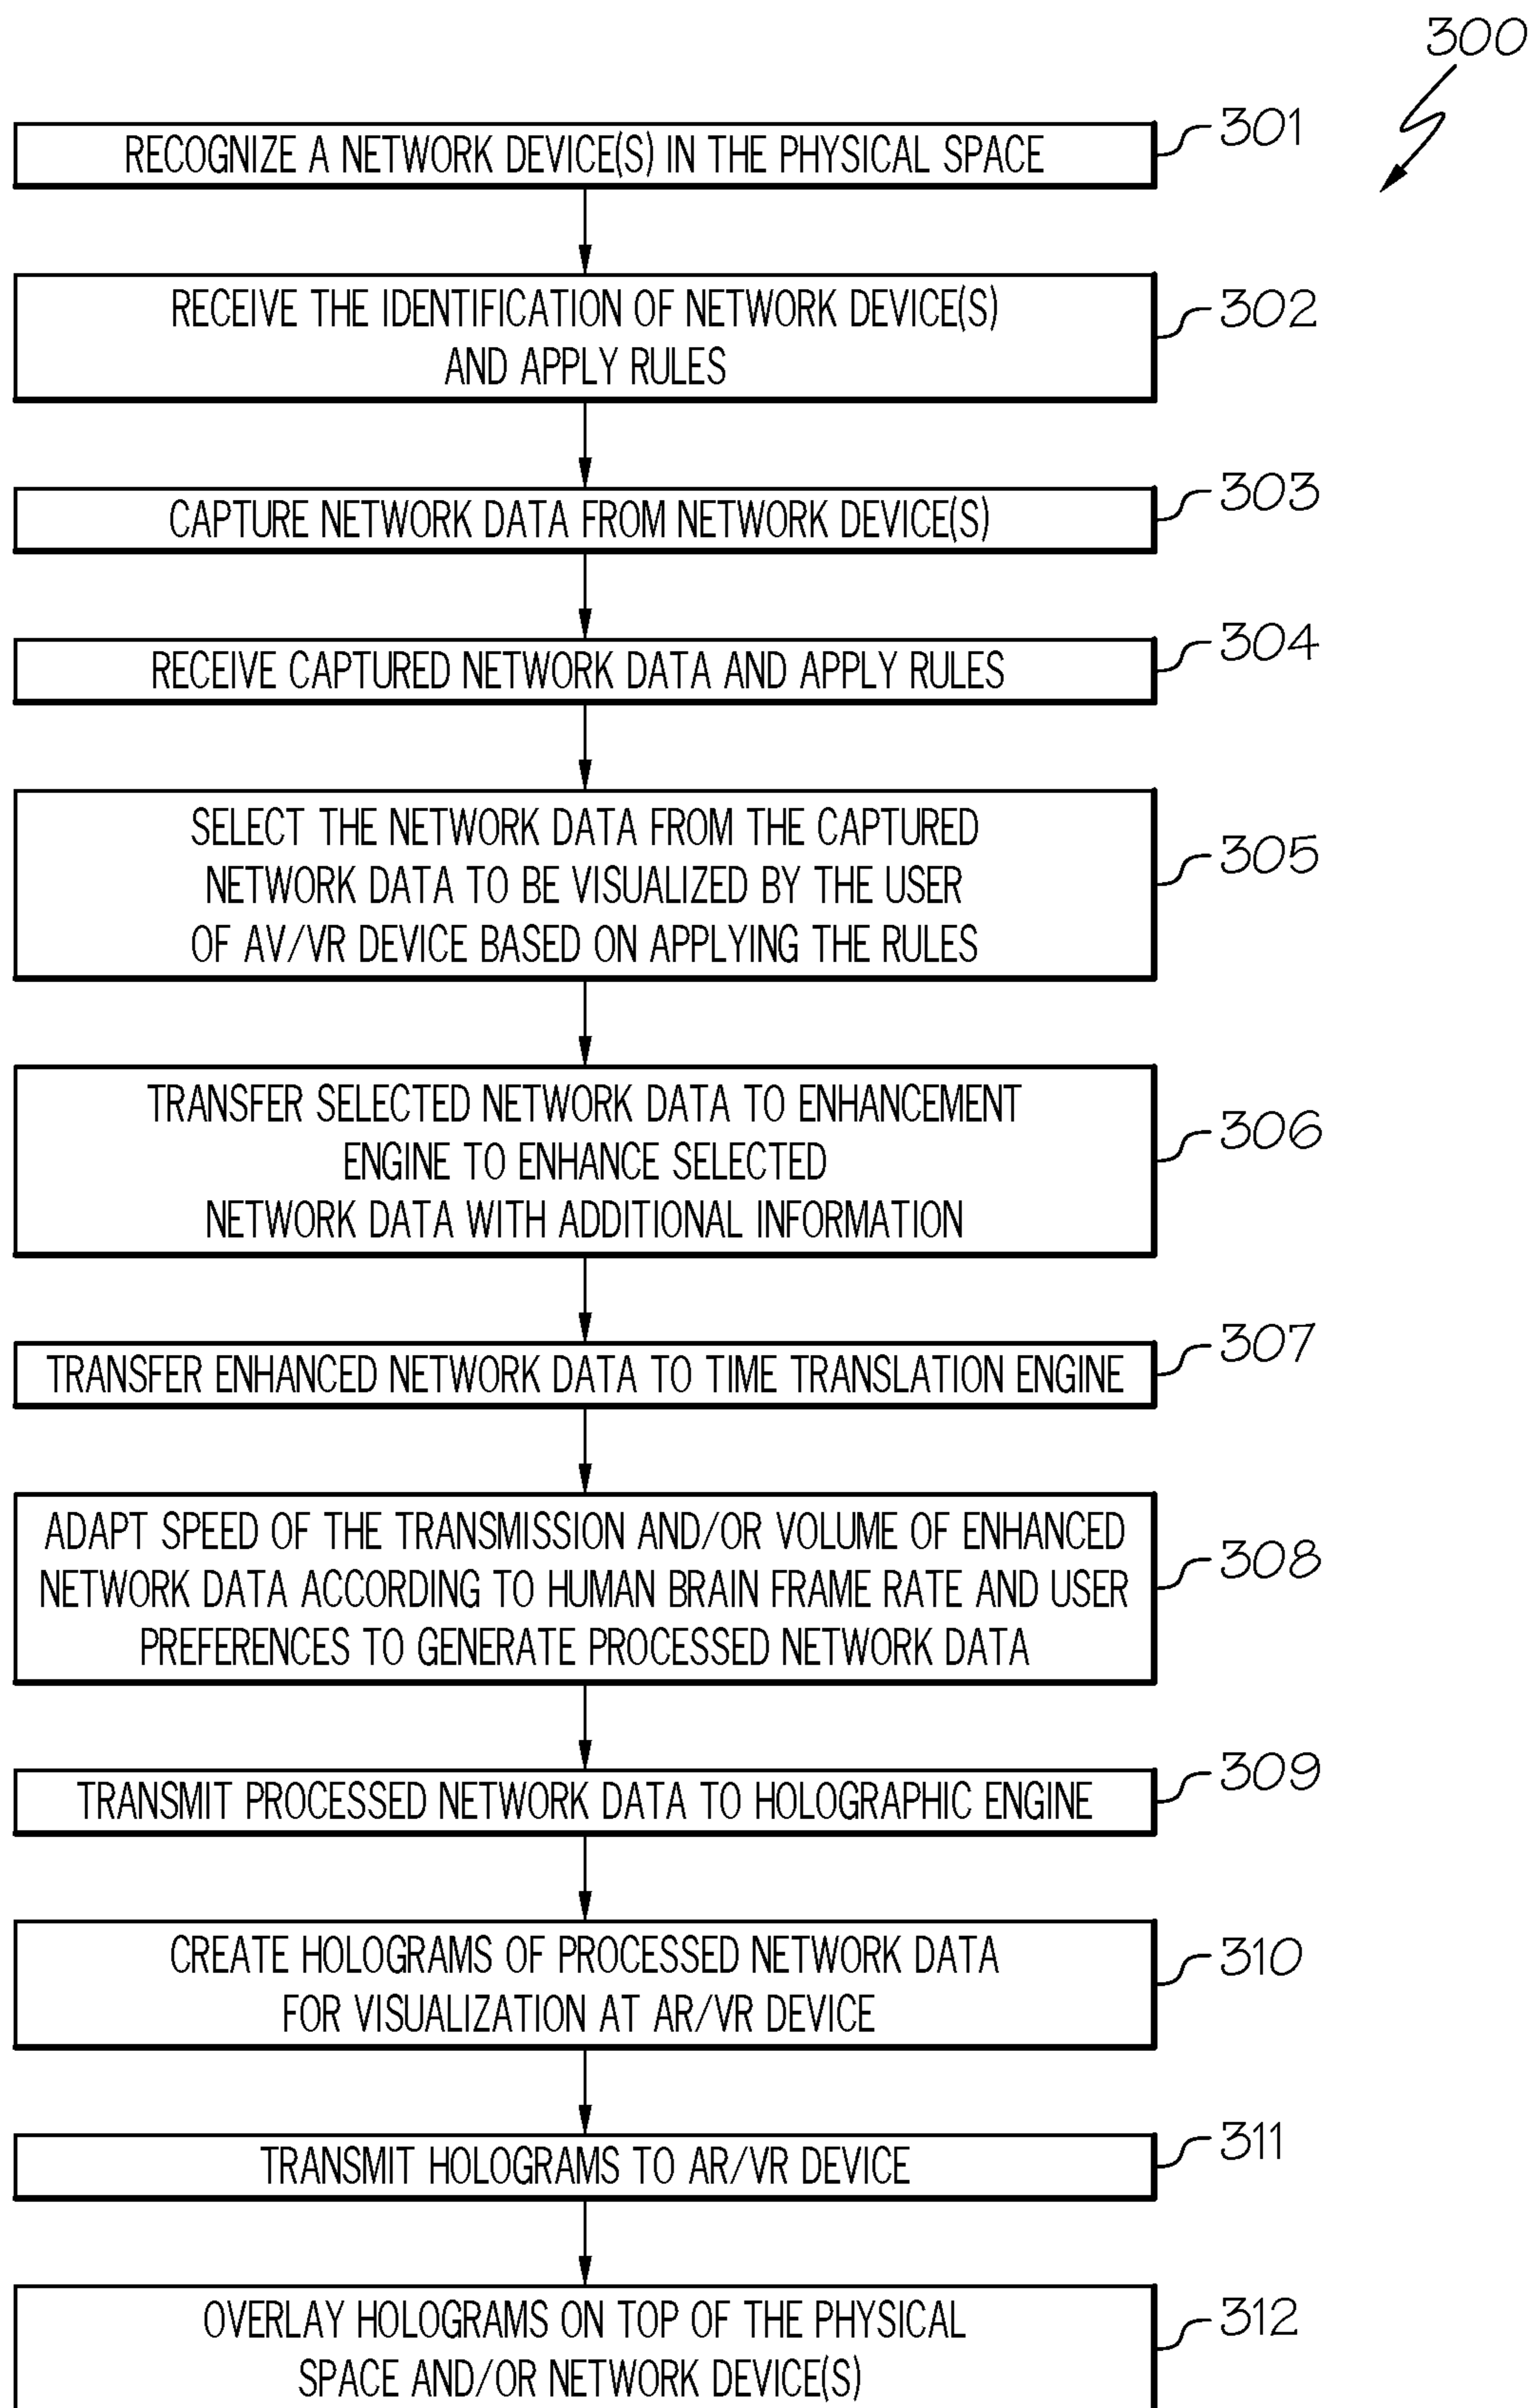 300
RECOGNIZE A NETWORK DEVICE(S) IN THE PHYSICAL SPACE
301
RECEIVE THE IDENTIFICATION OF NETWORK DEVICE(S)
AND APPLY RULES
302
CAPTURE NETWORK DATA FROM NETWORK DEVICE(S)
303
RECEIVE CAPTURED NETWORK DATA AND APPLY RULES
304
SELECT THE NETWORK DATA FROM THE CAPTURED
NETWORK DATA TO BE VISUALIZED BY THE USER
OF AV/VR DEVICE BASED ON APPLYING THE RULES
305
TRANSFER SELECTED NETWORK DATA TO ENHANCEMENT
ENGINE TO ENHANCE SELECTED
NETWORK DATA WITH ADDITIONAL INFORMATION
306
TRANSFER ENHANCED NETWORK DATA TO TIME TRANSLATION ENGINE
307
ADAPT SPEED OF THE TRANSMISSION AND/OR VOLUME OF ENHANCED
NETWORK DATA ACCORDING TO HUMAN BRAIN FRAME RATE AND USER
PREFERENCES TO GENERATE PROCESSED NETWORK DATA
308
TRANSMIT PROCESSED NETWORK DATA TO HOLOGRAPHIC ENGINE
309
CREATE HOLOGRAMS OF PROCESSED NETWORK DATA
FOR VISUALIZATION AT AR/VR DEVICE
310
TRANSMIT HOLOGRAMS TO AR/VR DEVICE
311
OVERLAY HOLOGRAMS ON TOP OF THE PHYSICAL
SPACE AND/OR NETWORK DEVICE(S)
312